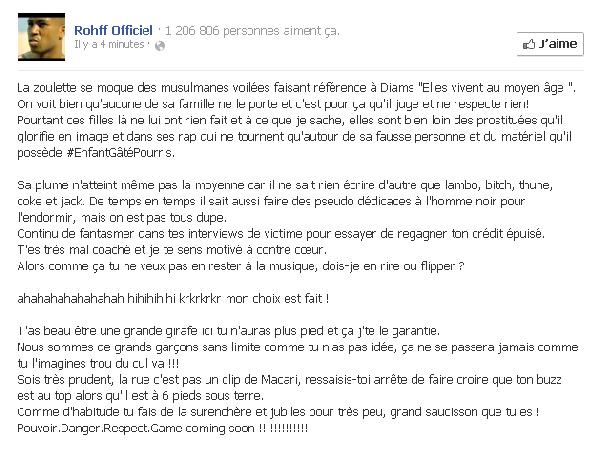 Rohff Officiel · 1 206 806 personnes aiment ça.
Il y a 4 minutes ·
J'aime
La zoulette se moque des musulmanes voilées faisant référence à Diams "Elles vivent au moyen âge ".
On voit bien qu'aucune de sa famille ne le porte et c'est pour ça qu'il juge et ne respecte rien!
Pourtant ces filles là ne lui ont rien fait et à ce que je sache, elles sont bien loin des prostituées qu'il
glorifie en image et dans ses rap qui ne tournent qu'autour de sa fausse personne et du matériel qu'il
possède #EnfantGâtéPourris.
Sa plume n'atteint même pas la moyenne car il ne sait rien écrire d'autre que lambo, bitch, thune,
coke et jack. De temps en temps il sait aussi faire des pseudo dédicaces à l'homme noir pour
l'endormir, mais on est pas tous dupe.
Continu de fantasmer dans tes interviews de victime pour essayer de regagner ton crédit épuisé.
T'es très mal coaché et je te sens motivé à contre cœur.
Alors comme ça tu ne veux pas en rester à la musique, dois-je en rire ou flipper ?
ahahahahahahahah hihihihihi krkrkrkr mon choix est fait !
T'as beau être une grande girafe ici tu n'auras plus pied et ça j'te le garantie.
Nous sommes de grands garçons sans limite comme tu n'as pas idée, ça ne se passera jamais comme
tu l'imagines trou du cul va !!!
Sois très prudent, la rue c'est pas un clip de Macari, ressaisis-toi arrête de faire croire que ton buzz
est au top alors qu'il est à 6 pieds sous terre.
Comme d'habitude tu fais de la surenchère et jubiles pour très peu, grand saucisson que tu es !
Pouvoir.Danger.Respect.Game coming soon !! !!!!!!!!!!